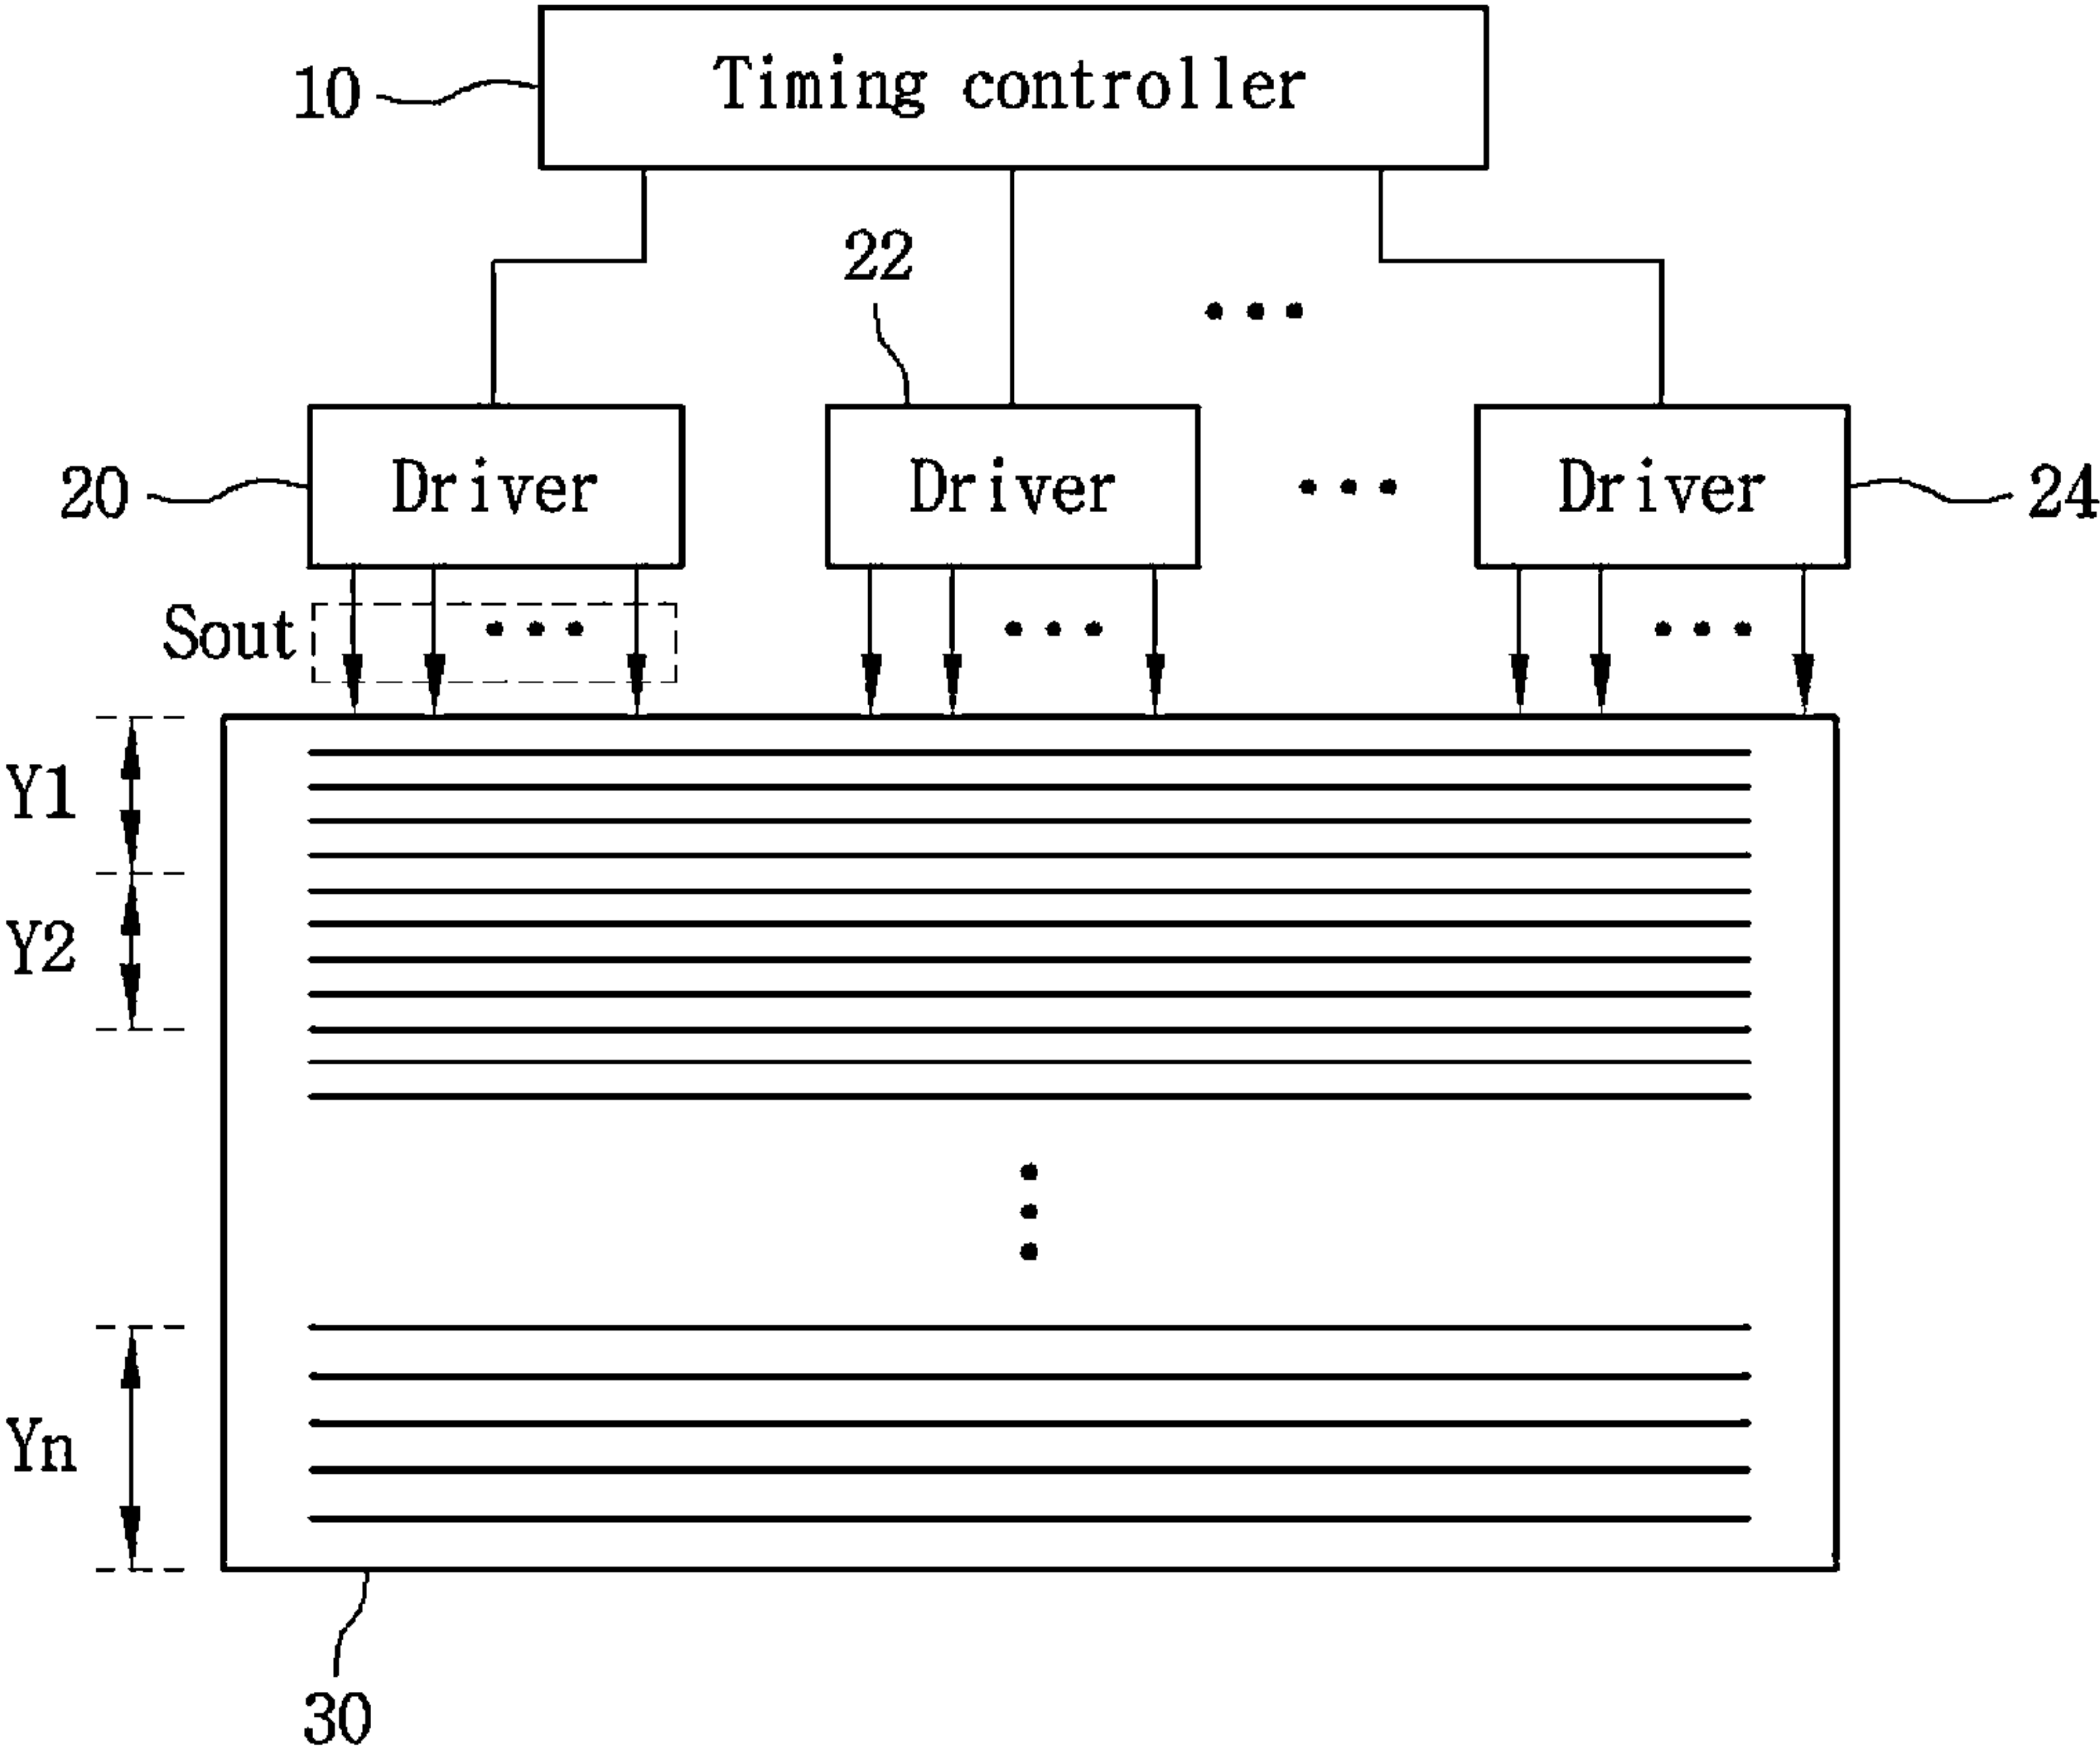 Timing controller
10
22
20
Driver
Driver
Driver
24
Sout
Y1
Y2
Yn
30